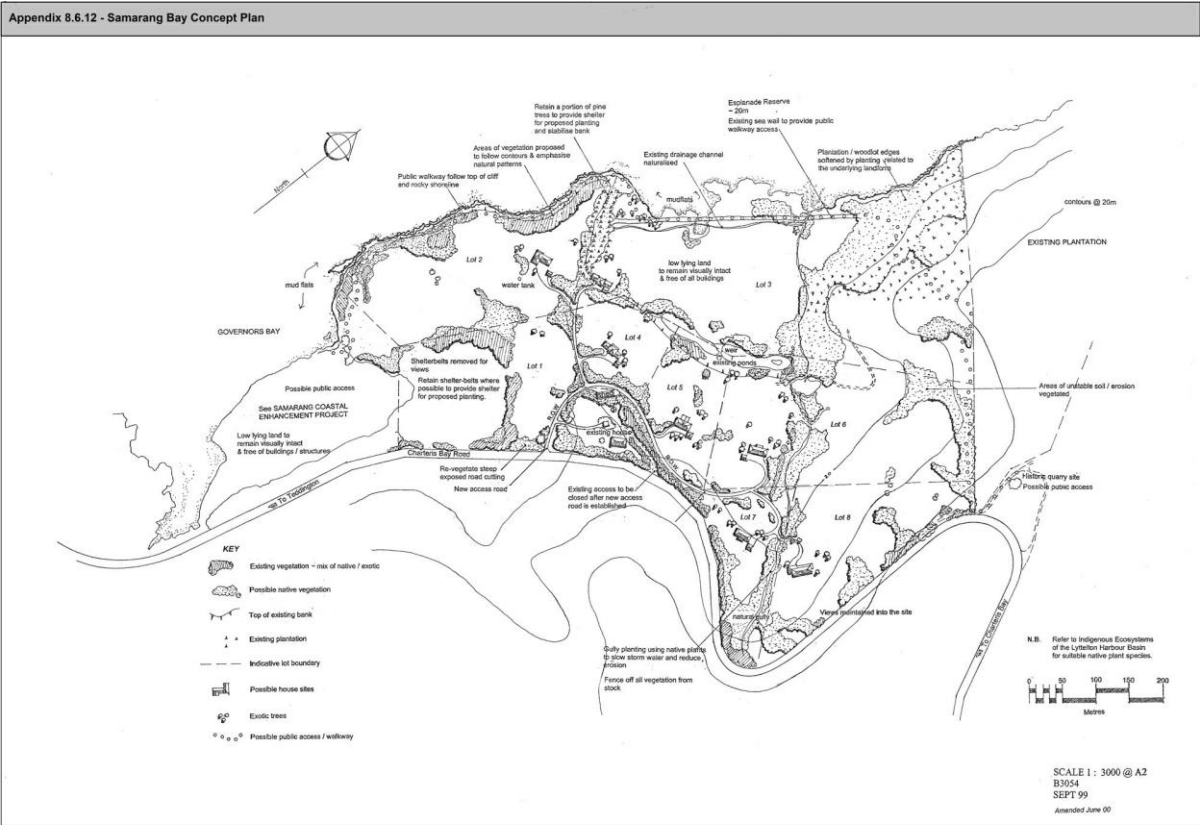 Appendix 8.6.12 - Samarang Bay Concept Plan
Retain a portion of pine
trees to provide shelter
for proposed planting
and stabilise bank
Esplanade Reserve
~ 20m
Existing sea wall to provide public
walkway access
Areas of vegetation proposed
to follow contours & emphasise
natural patterns
Existing drainage channel
naturalised
Plantation / woodlot edges
softened by planting related to
the underlying landform
Public walkway follow top of cliff
and rocky shoreline
North
mudflats
contours @ 20m
EXISTING PLANTATION
Lot 2
water tank
low lying land
to remain visually intact
& free of all buildings
Lot 3
mud flats
GOVERNORS BAY
Lot 4
weir
existing ponds
Shelterbelts removed for
views
Lot 1
Retain shelter-belts where
possible to provide shelter
for proposed planting.
Lot 5
Possible public access
See SAMARANG COASTAL
ENHANCEMENT PROJECT
Low lying land to
remain visually intact
& free of buildings / structures
Areas of unstable soil / erosion
vegetated
Lot 6
existing house
R.O.W
Charteris Bay Road
Re-vegetate steep
exposed road cutting
New access road
Existing access to be
closed after new access
road is established
Historic quarry site
Possible public access
To Teddington
Lot 7
Lot 8
natural gully
Views maintained into the site
Gully planting using native plants
to slow storm water and reduce
erosion
Fence off all vegetation from
stock
To Charteris Bay
KEY
Existing vegetation - mix of native / exotic
Possible native vegetation
Top of existing bank
Existing plantation
Indicative lot boundary
Possible house sites
Exotic trees
Possible public access / walkway
N.B. Refer to Indigenous Ecosystems
of the Lyttelton Harbour Basin
for suitable native plant species.
0 50 100 150 200
Metres
SCALE 1 : 3000 @ A2
B3054
SEPT 99
Amended June 00